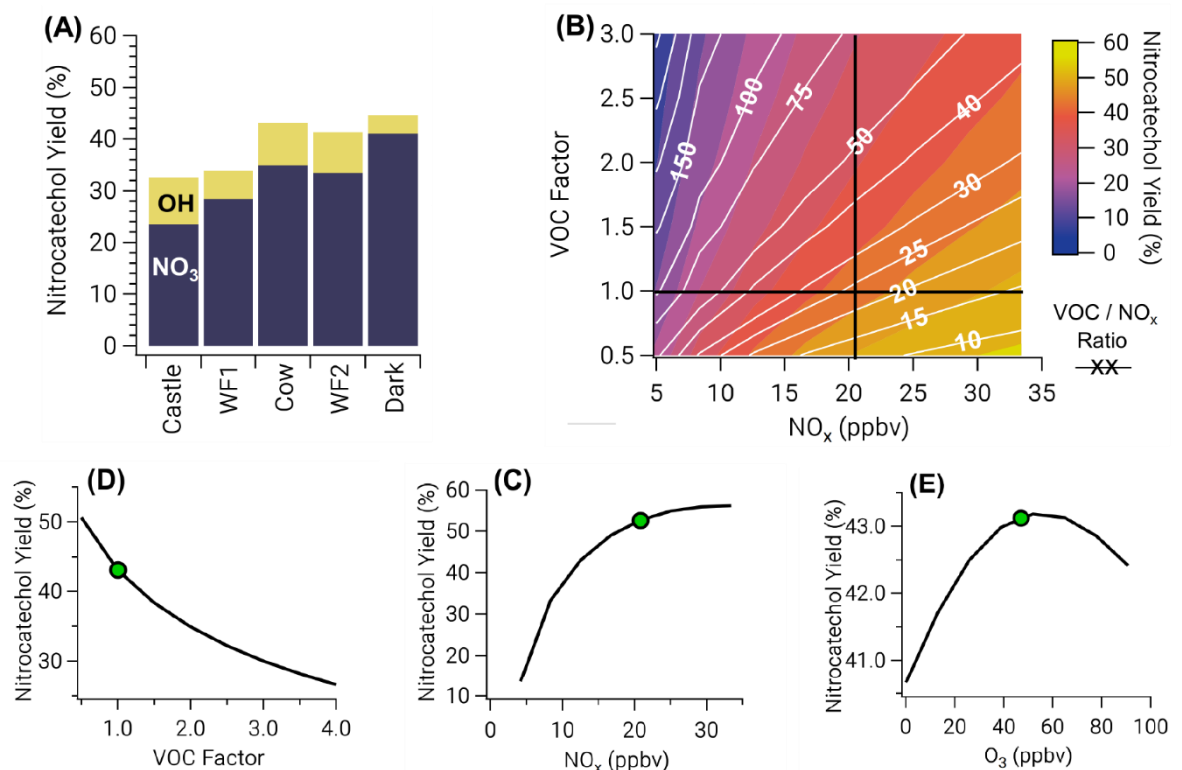 (A)
Nitrocatechol Yield (%)
60
50
40
30
20
10
0
OH
NO3
Castle
WF1
Cow
WF2
Dark
(B)
VOC Factor
3.0
2.5
2.0
1.5
1.0
0.5
150
100
75
50
40
30
25
20
15
10
5
10
15
20
25
30
35
NOx (ppbv)
60
50
40
30
20
10
0
Nitrocatechol Yield (%)
VOC / NOx
Ratio
XX
(D)
Nitrocatechol Yield (%)
50
40
30
1.0
2.0
3.0
4.0
VOC Factor
(C)
Nitrocatechol Yield (%)
60
50
40
30
20
10
0
10
20
30
NOx (ppbv)
(E)
Nitrocatechol Yield (%)
43.0
42.0
41.0
0
20
40
60
80
100
O3 (ppbv)